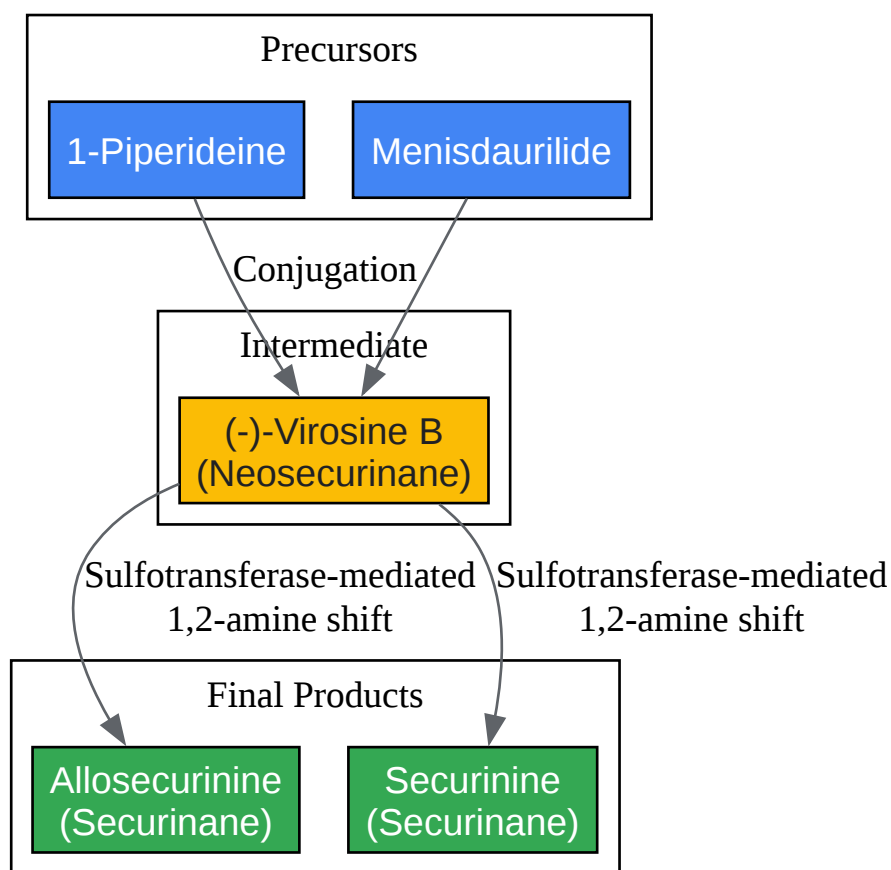 Precursors
1-Piperideine
Menisdaurilide
Conjugation
Intermediate
(-)-Virosine B
(Neosecurinane)
Sulfotransferase-mediated
1,2-amine shift
Sulfotransferase-mediated
1,2-amine shift
Final Products
Allosecurinine
(Securinane)
Securinine
(Securinane)